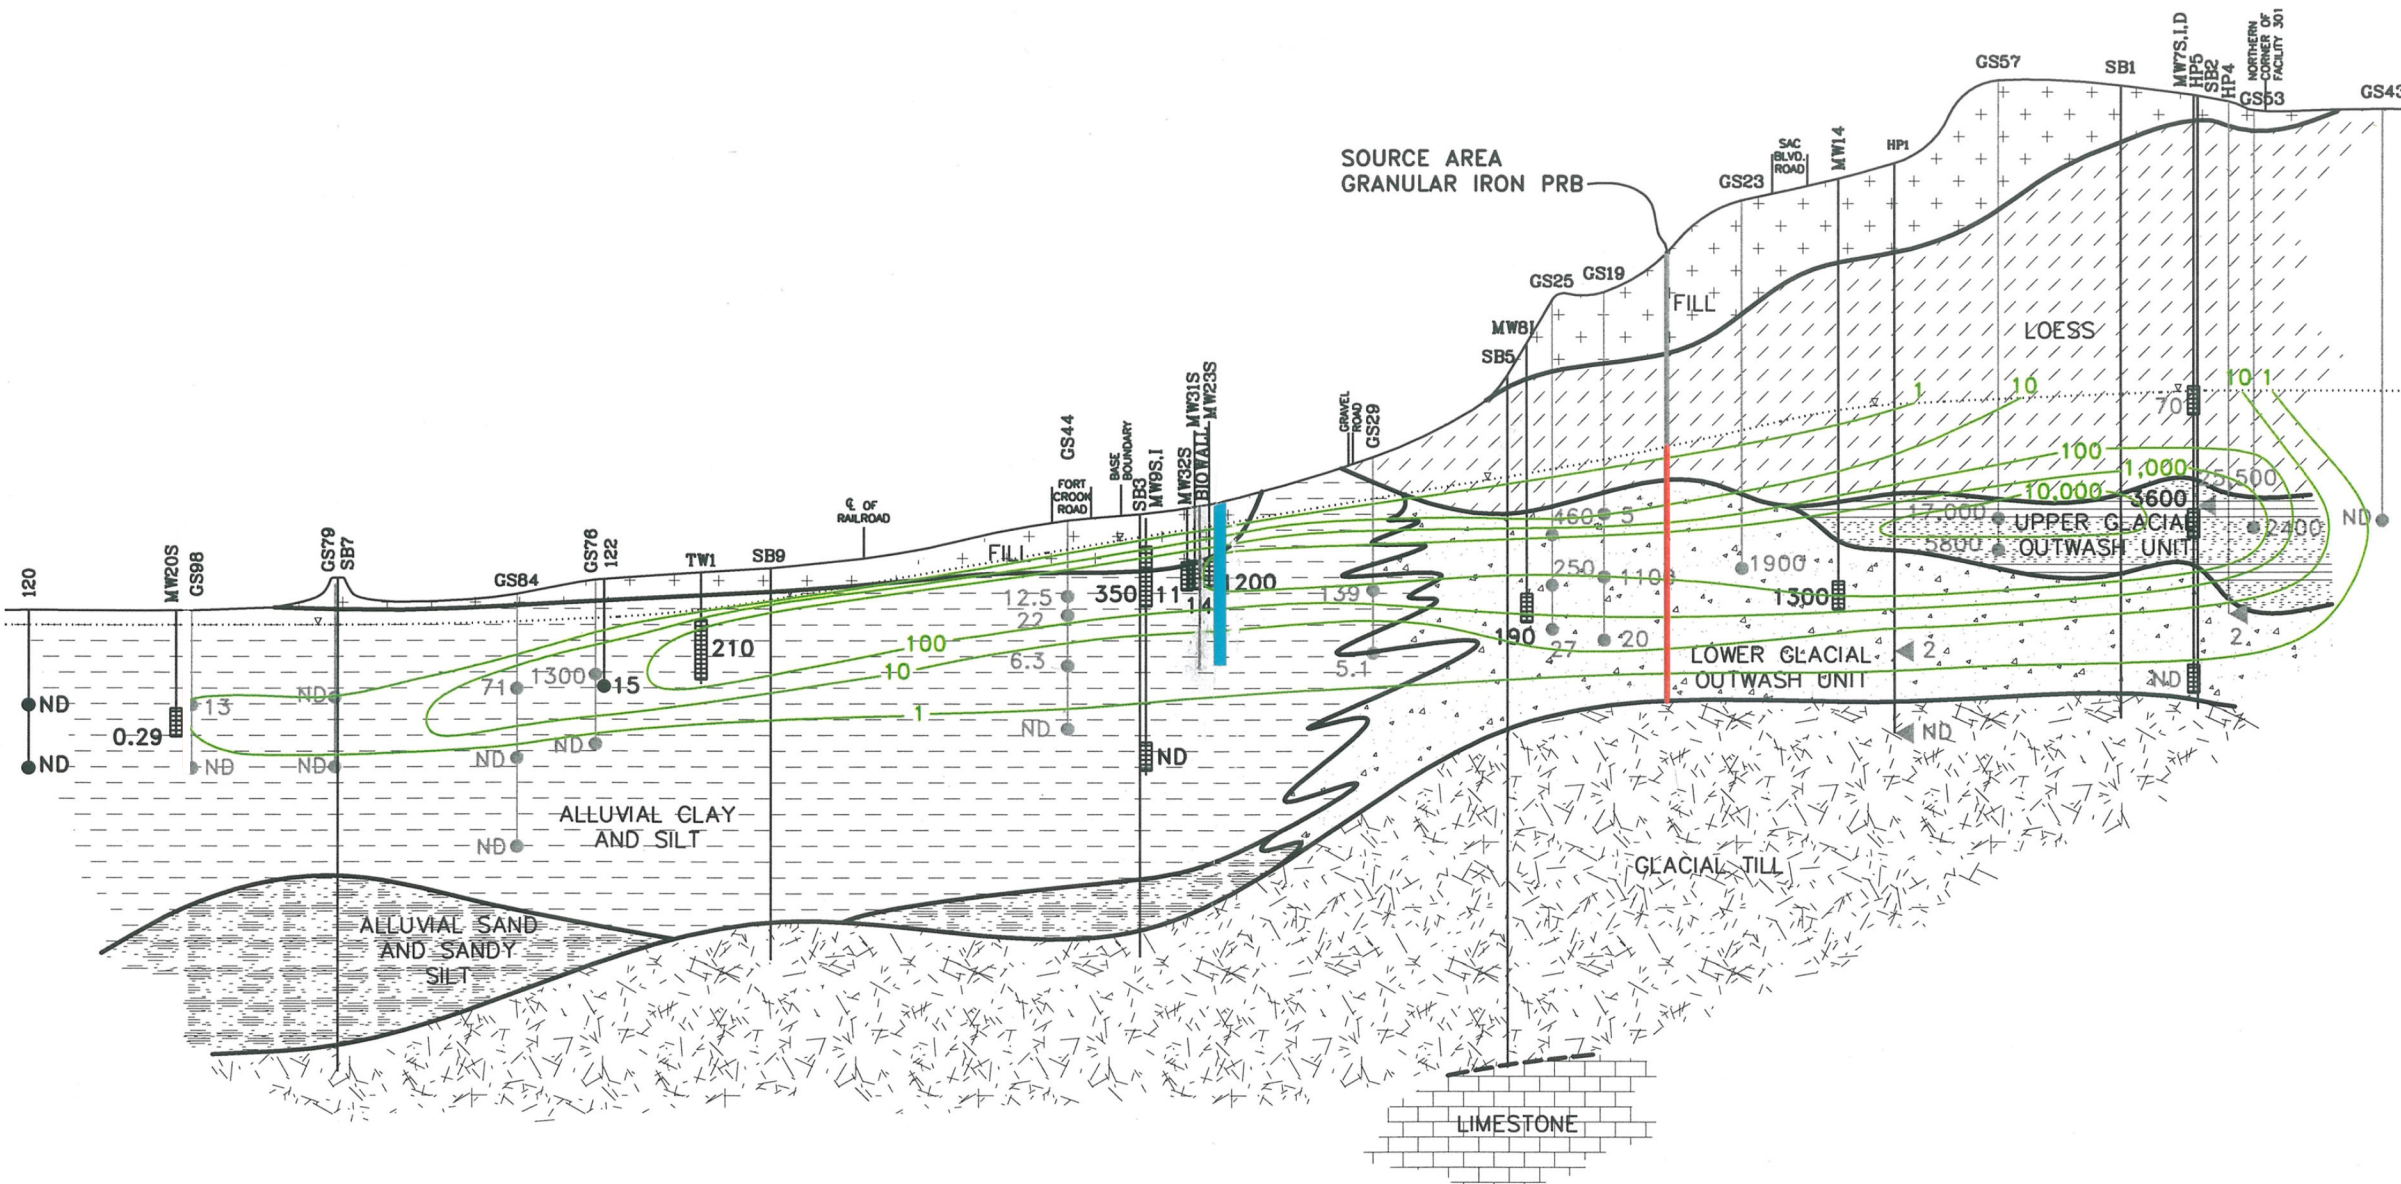 GS57
SB1
MW7S,I,D
HP5
SB2
HP4
NORTHERN
CORNER OF
FACILITY 301
GS53
GS43
SOURCE AREA
GRANULAR IRON PRB
GS23
SAC
BLVD.
ROAD
MW14
HP1
GS25
GS19
FILL
MW8I
SB5
LOESS
1
10
10
1
70
100
1,000
25,500
10,000
3600
17,000
UPPER GLACIAL
OUTWASH UNIT
2400
ND
5800
460
5
250
110
1900
1300
139
190
27
20
5.1
LOWER GLACIAL
OUTWASH UNIT
2
2
ND
ND
GRAVEL
ROAD
GS29
MW31S
MW23S
BIOWALL
MW32S
MW9S,I
SB3
BASE
BOUNDARY
GS44
FORT
CROOK
ROAD
℄ OF
RAILROAD
FILL
350
11
14
1200
12.5
22
6.3
ND
ND
120
MW20S
GS98
GS79
SB7
GS84
GS76
122
TW1
SB9
210
100
10
1
1300
15
71
ND
13
ND
ND
0.29
ND
ND
ND
ND
ND
ND
ALLUVIAL CLAY
AND SILT
ALLUVIAL SAND
AND SANDY
SILT
GLACIAL TILL
LIMESTONE